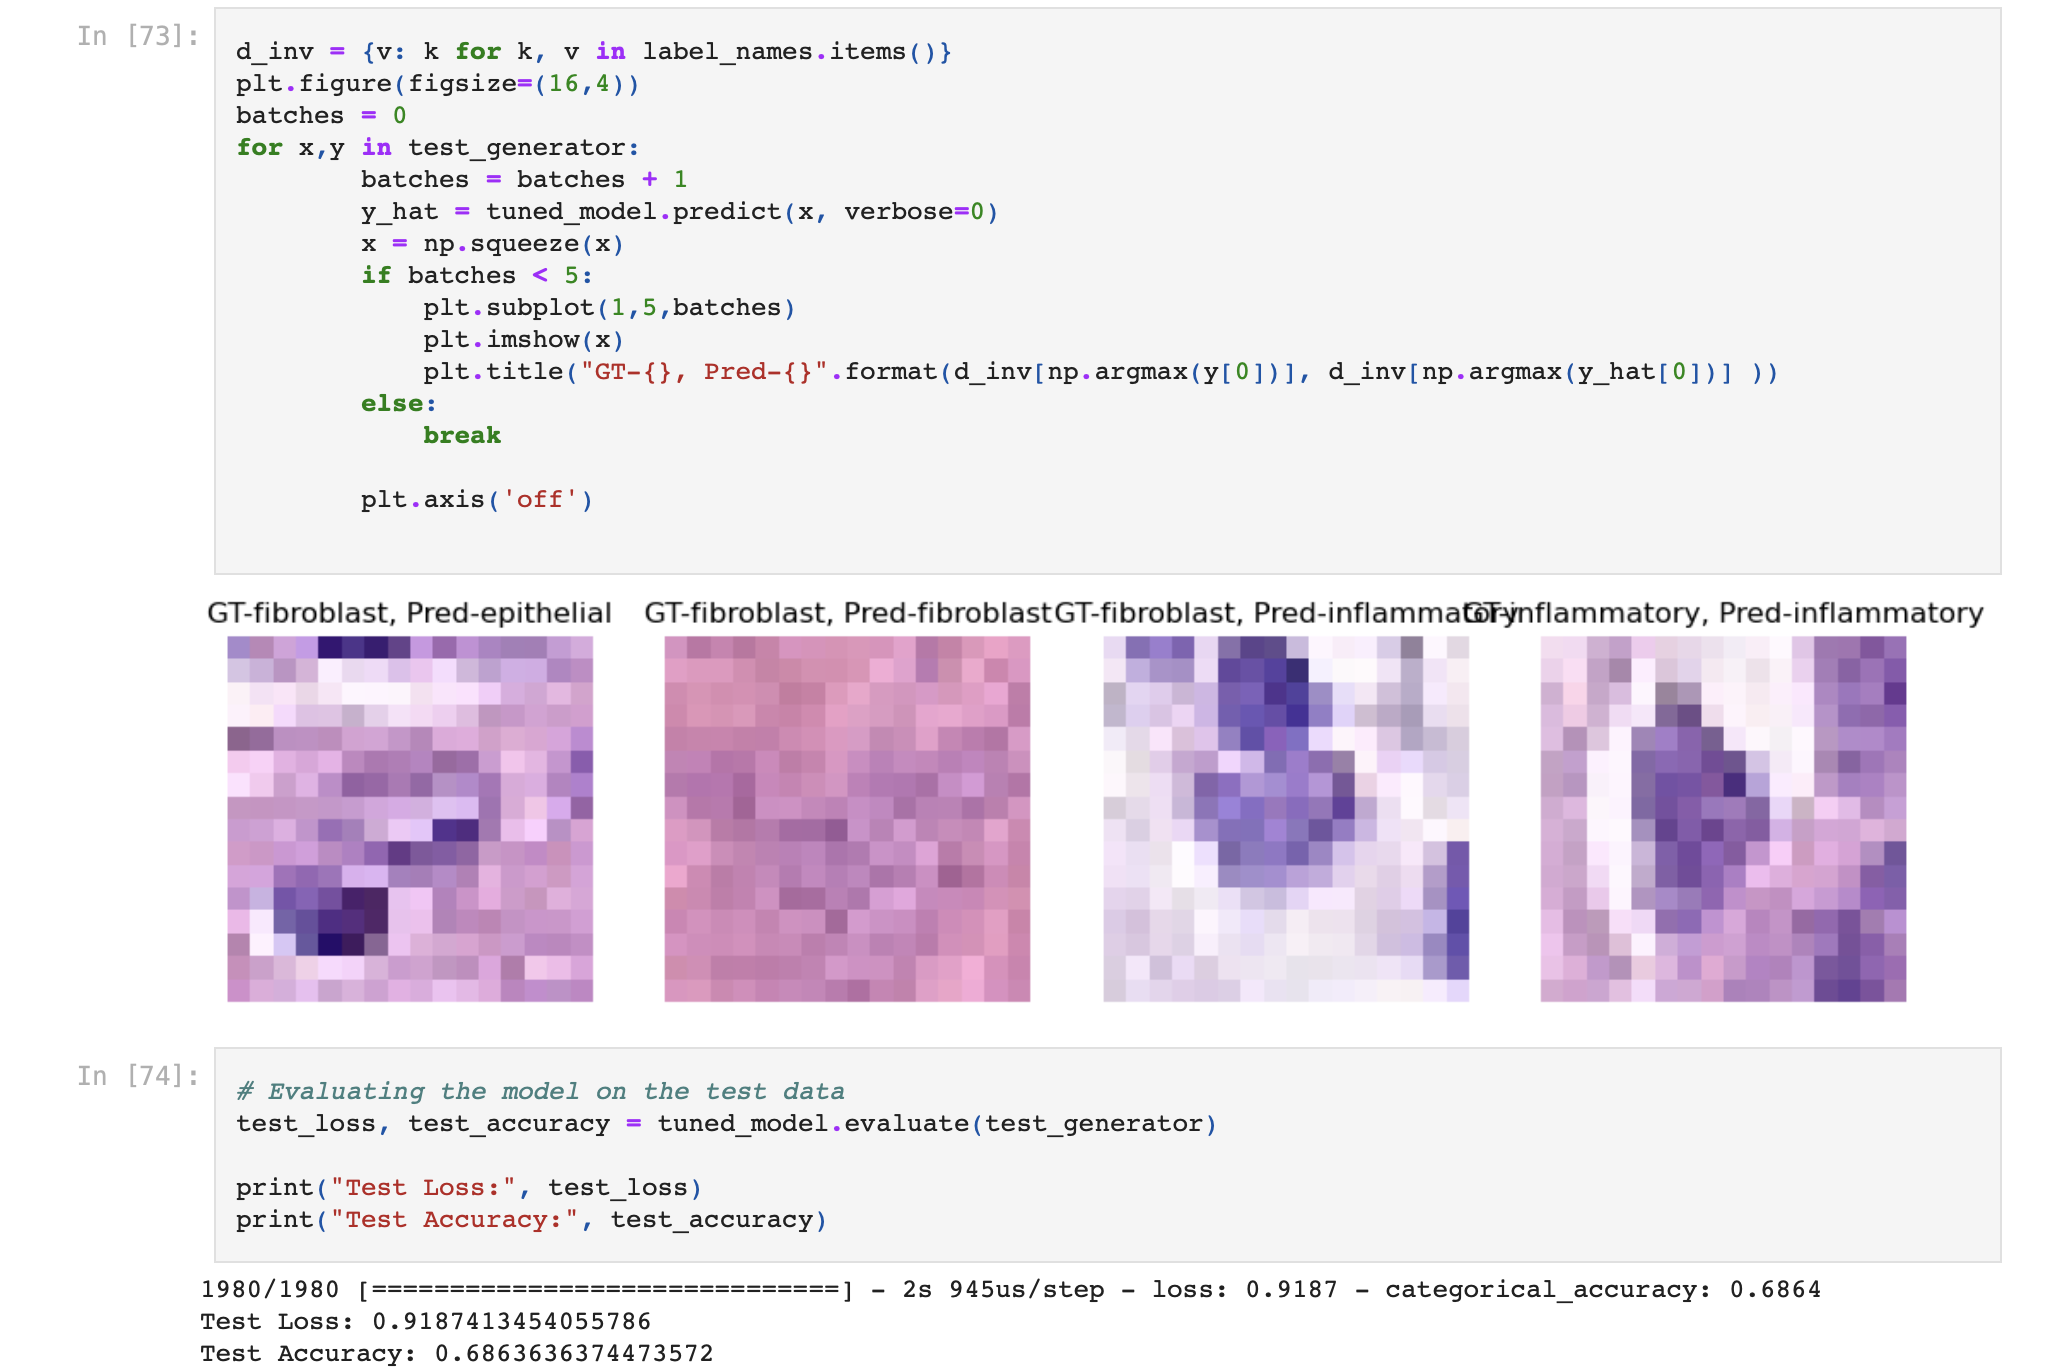 In [73]:
d_inv = {v: k for k, v in label_names.items()}
plt.figure(figsize=(16,4))
batches = 0
for x,y in test_generator:
        batches = batches + 1
        y_hat = tuned_model.predict(x, verbose=0)
        x = np.squeeze(x)
        if batches < 5:
            plt.subplot(1,5,batches)
            plt.imshow(x)
            plt.title("GT-{}, Pred-{}".format(d_inv[np.argmax(y[0])], d_inv[np.argmax(y_hat[0])] ))
        else:
            break
        plt.axis('off')
GT-fibroblast, Pred-epithelial
GT-fibroblast, Pred-fibroblast
GT-fibroblast, Pred-inflammatory
GT-inflammatory, Pred-inflammatory
In [74]:
# Evaluating the model on the test data
test_loss, test_accuracy = tuned_model.evaluate(test_generator)
print("Test Loss:", test_loss)
print("Test Accuracy:", test_accuracy)
1980/1980 [==============================] - 2s 945us/step - loss: 0.9187 - categorical_accuracy: 0.6864
Test Loss: 0.9187413454055786
Test Accuracy: 0.6863636374473572